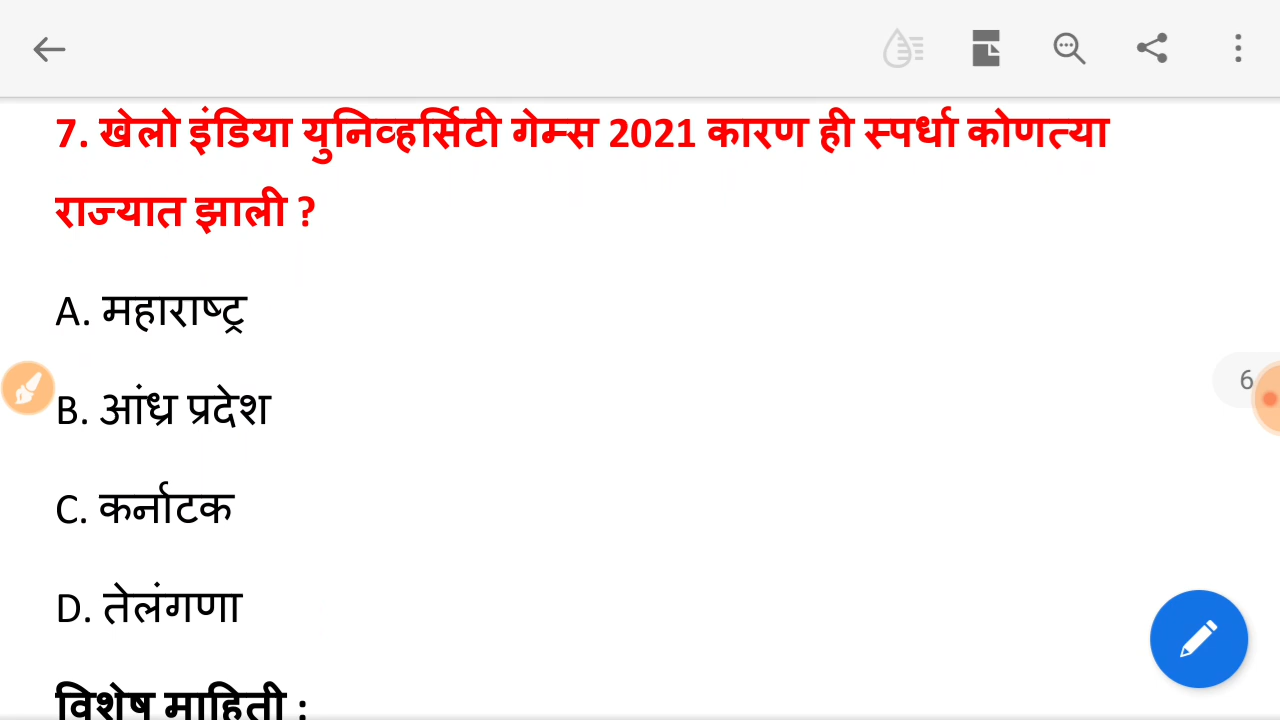 7. खेलो इंडिया युनिव्हर्सिटी गेम्स 2021 कारण ही स्पर्धा कोणत्या
राज्यात झाली ?
A. महाराष्ट्र
B. आंध्र प्रदेश
6
C. कर्नाटक
D. तेलंगणा
विशेष माहिती :